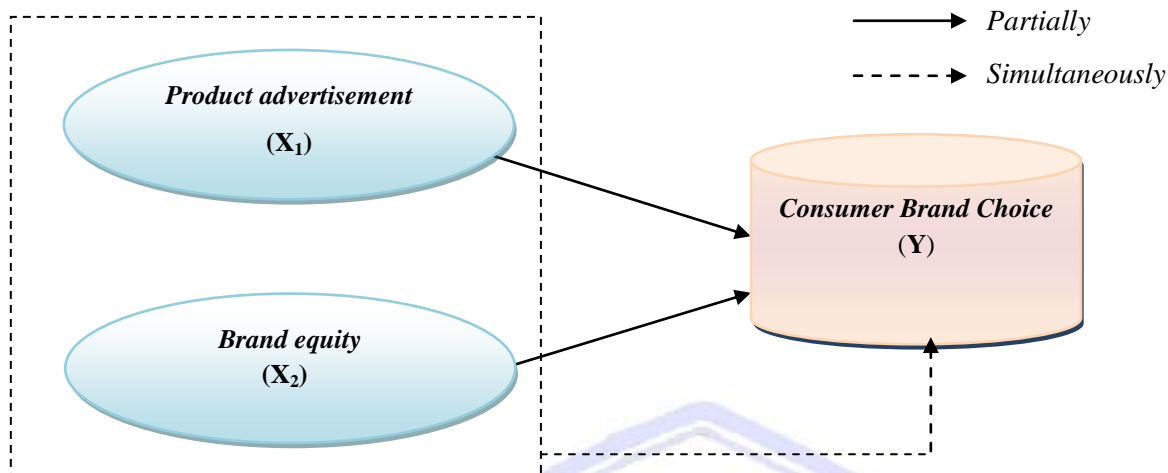 Partially
Simultaneously
Product advertisement
(X₁)
Consumer Brand Choice
(Y)
Brand equity
(X₂)